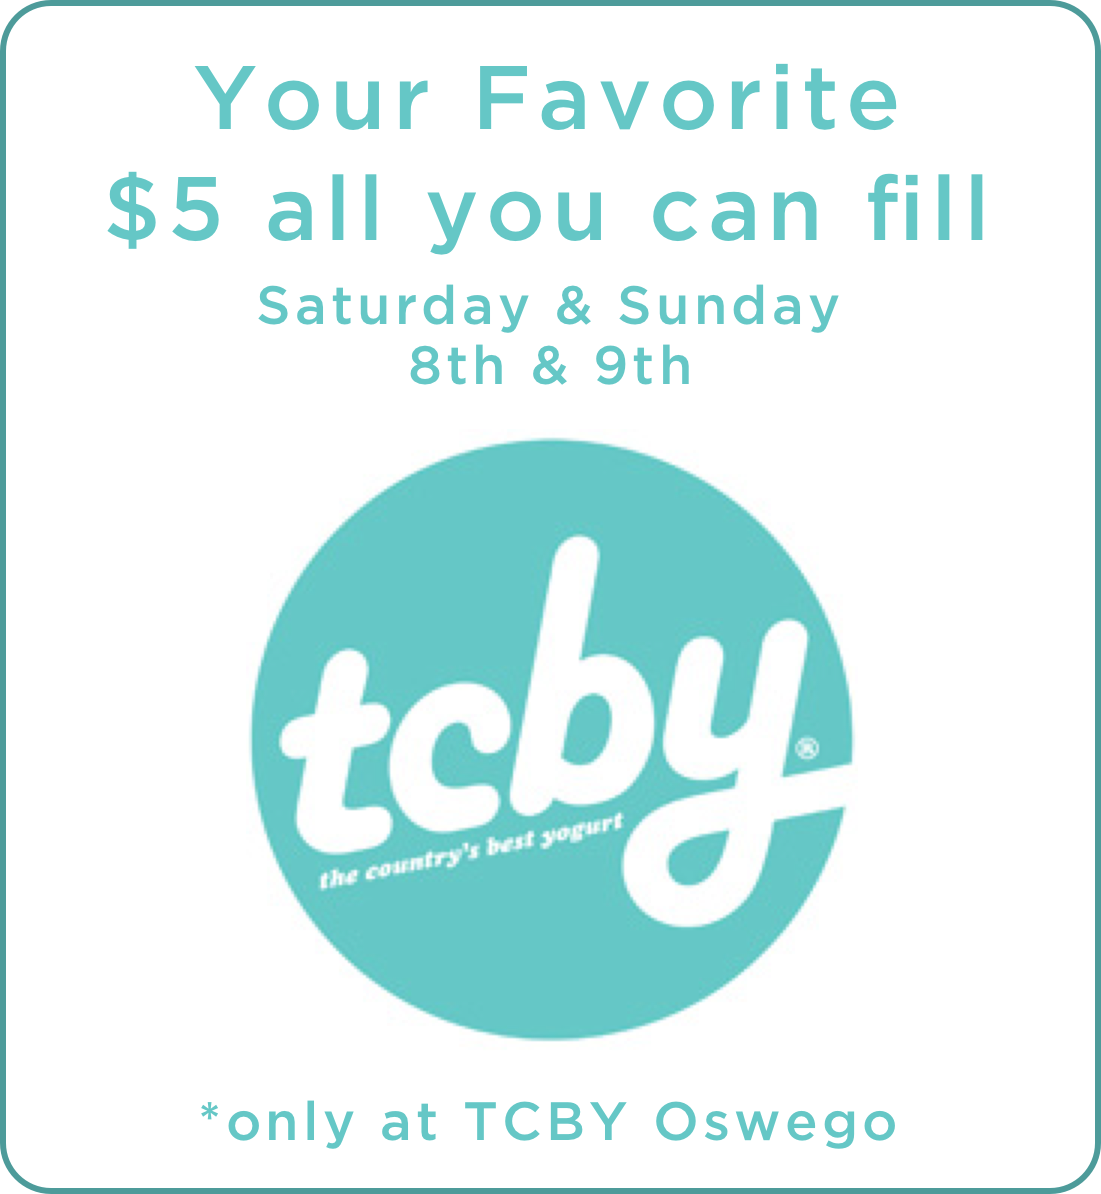 Your Favorite
$5 all you can fill
Saturday & Sunday
8th & 9th
tcby®
the country's best yogurt
*only at TCBY Oswego